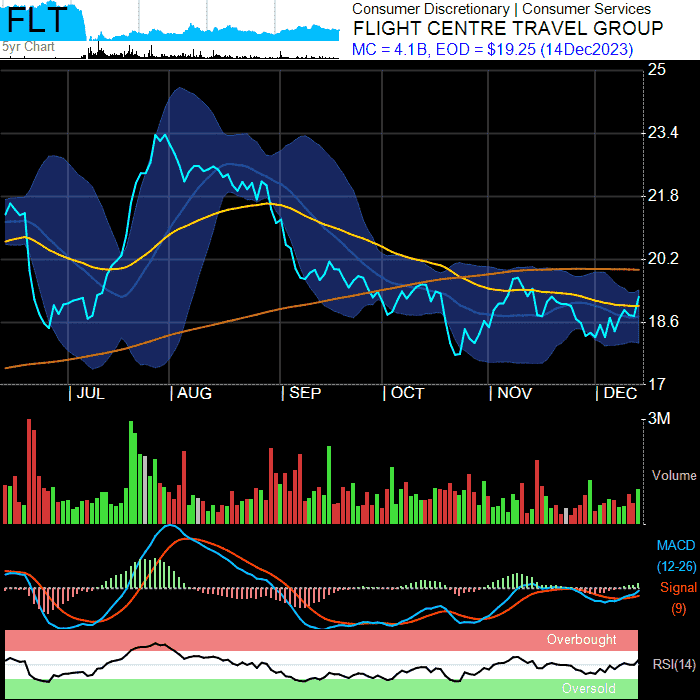 FLT
5yr Chart
Consumer Discretionary | Consumer Services
FLIGHT CENTRE TRAVEL GROUP
MC = 4.1B, EOD = $19.25 (14Dec2023)
25
23.4
21.8
20.2
18.6
17
| JUL | AUG | SEP | OCT | NOV | DEC
3M
Volume
MACD
(12-26)
Signal
(9)
Overbought
RSI(14)
Oversold